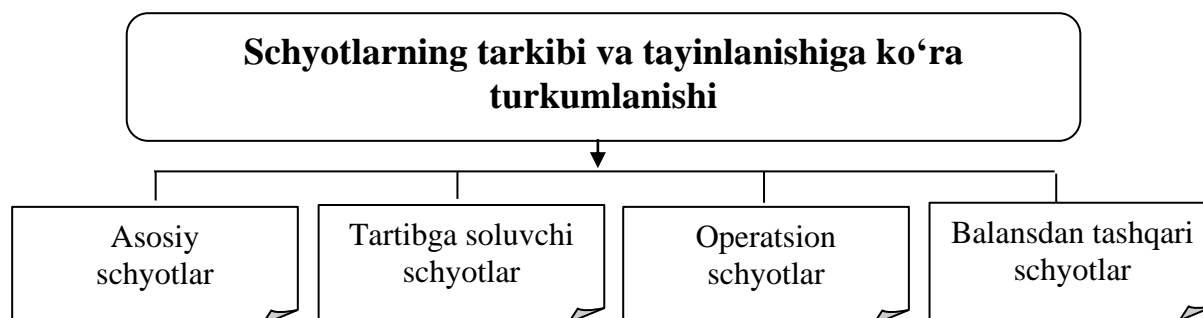 Schyotlarning tarkibi va tayinlanishiga ko‘ra
turkumlanishi
Asosiy
schyotlar
Tartibga soluvchi
schyotlar
Operatsion
schyotlar
Balansdan tashqari
schyotlar